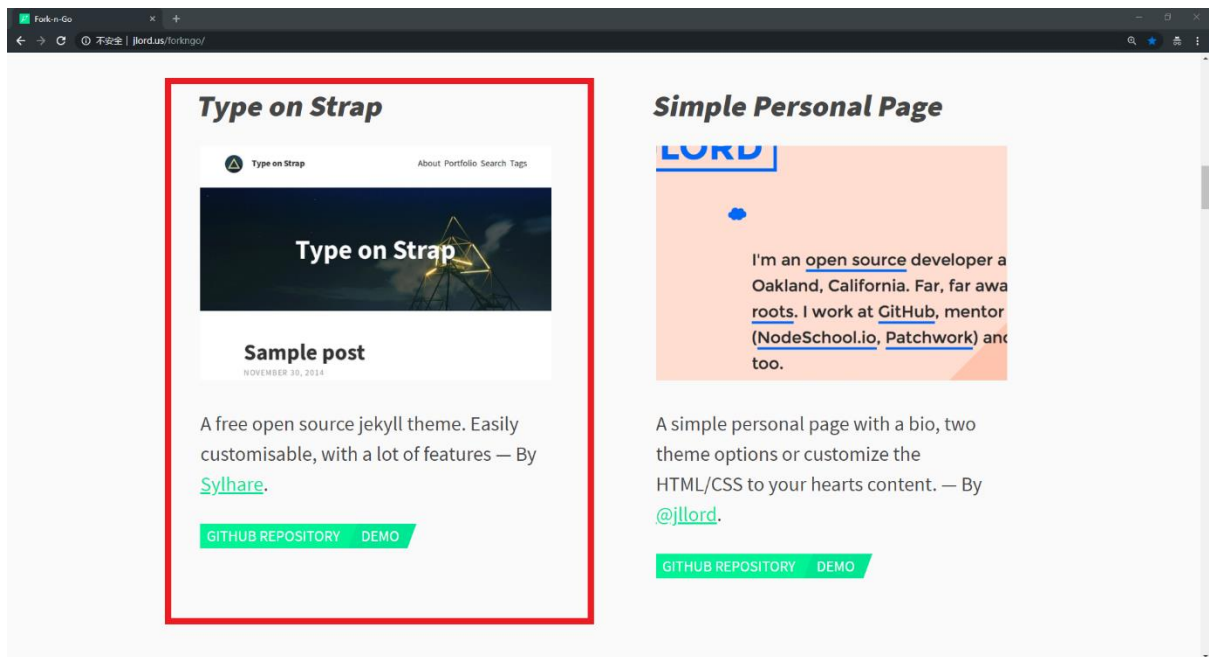 Fork-n-Go
不安全 | jlord.us/forkngo/
Type on Strap
Type on Strap
About Portfolio Search Tags
Type on Strap
Sample post
NOVEMBER 30, 2014
A free open source jekyll theme. Easily
customisable, with a lot of features — By
Sylhare.
GITHUB REPOSITORY DEMO
Simple Personal Page
LORD
I'm an open source developer a
Oakland, California. Far, far awa
roots. I work at GitHub, mentor
(NodeSchool.io, Patchwork) and
too.
A simple personal page with a bio, two
theme options or customize the
HTML/CSS to your hearts content. — By
@jllord.
GITHUB REPOSITORY DEMO